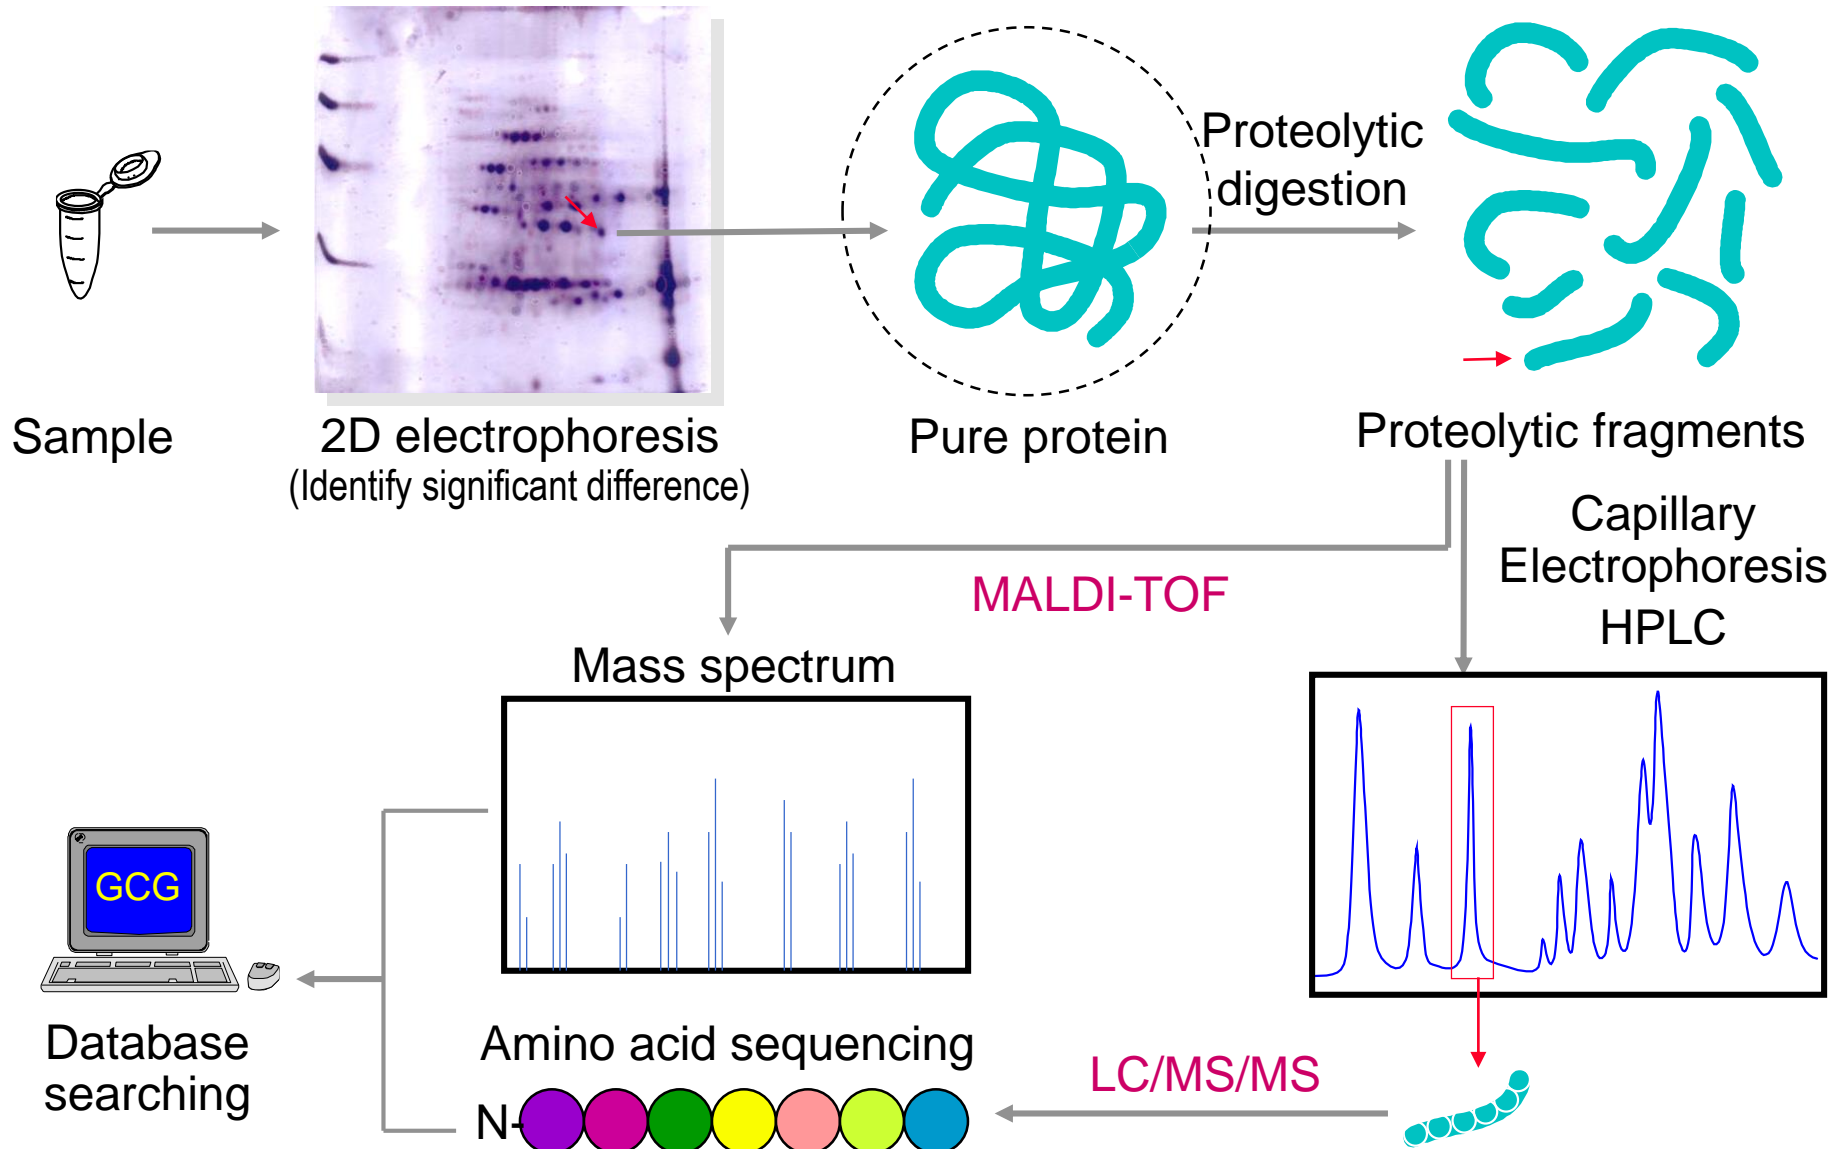 Sample
2D electrophoresis
(Identify significant difference)
Pure protein
Proteolytic
digestion
Proteolytic fragments
Capillary
Electrophoresis
HPLC
MALDI-TOF
Mass spectrum
GCG
Database
searching
Amino acid sequencing
N-
LC/MS/MS